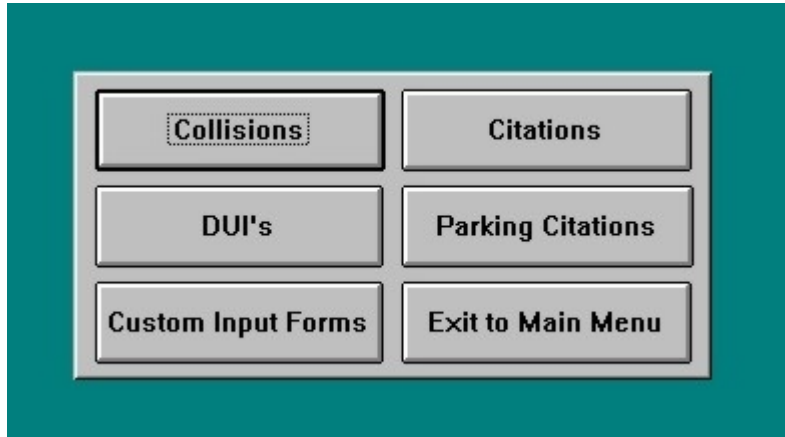 Collisions
Citations
DUI's
Parking Citations
Custom Input Forms
Exit to Main Menu